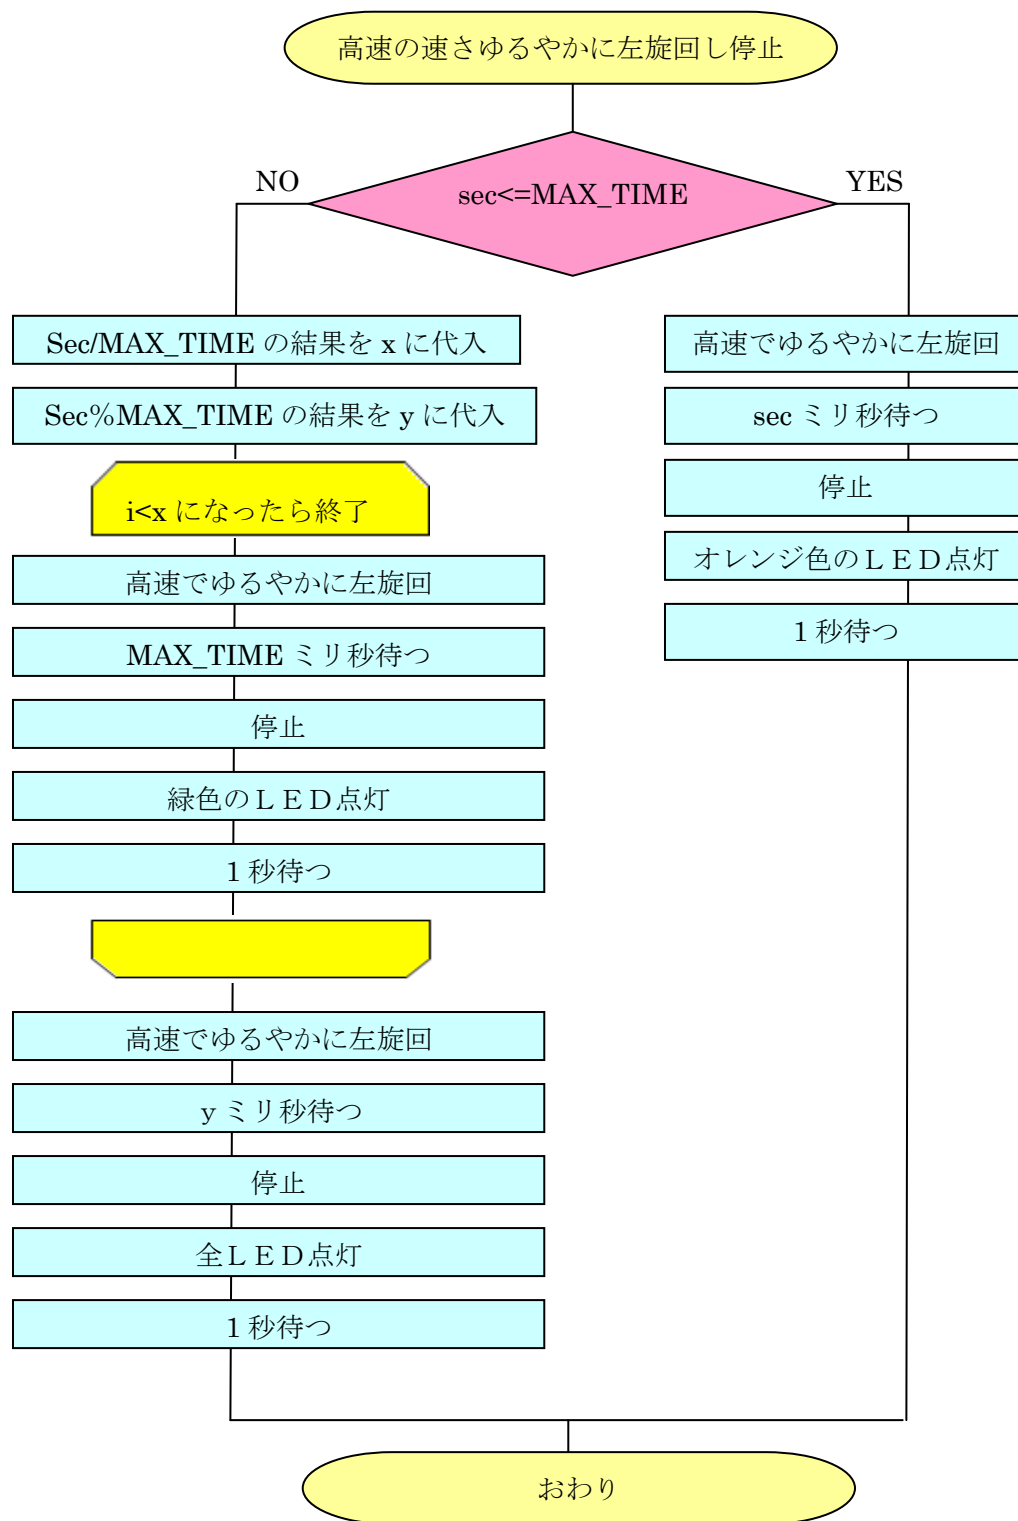 高速の速さゆるやかに左旋回し停止
NO
YES
sec<=MAX_TIME
Sec/MAX_TIME の結果を x に代入
Sec%MAX_TIME の結果を y に代入
i<x になったら終了
高速でゆるやかに左旋回
MAX_TIME ミリ秒待つ
停止
緑色のＬＥＤ点灯
1 秒待つ
高速でゆるやかに左旋回
y ミリ秒待つ
停止
全ＬＥＤ点灯
1 秒待つ
高速でゆるやかに左旋回
sec ミリ秒待つ
停止
オレンジ色のＬＥＤ点灯
1 秒待つ
おわり